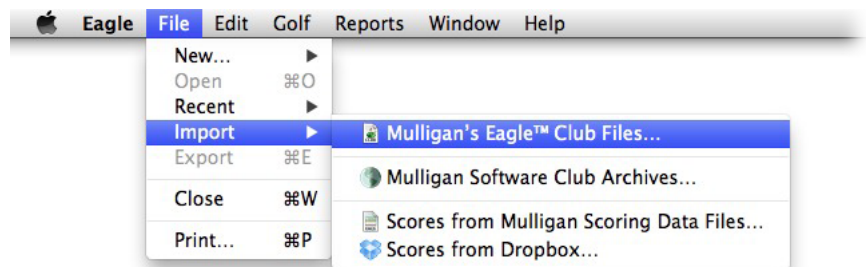 Eagle File Edit Golf Reports Window Help
New...
Open ⌘O
Recent
Import
Export ⌘E
Close ⌘W
Print... ⌘P
Mulligan's Eagle™ Club Files...
Mulligan Software Club Archives...
Scores from Mulligan Scoring Data Files...
Scores from Dropbox...